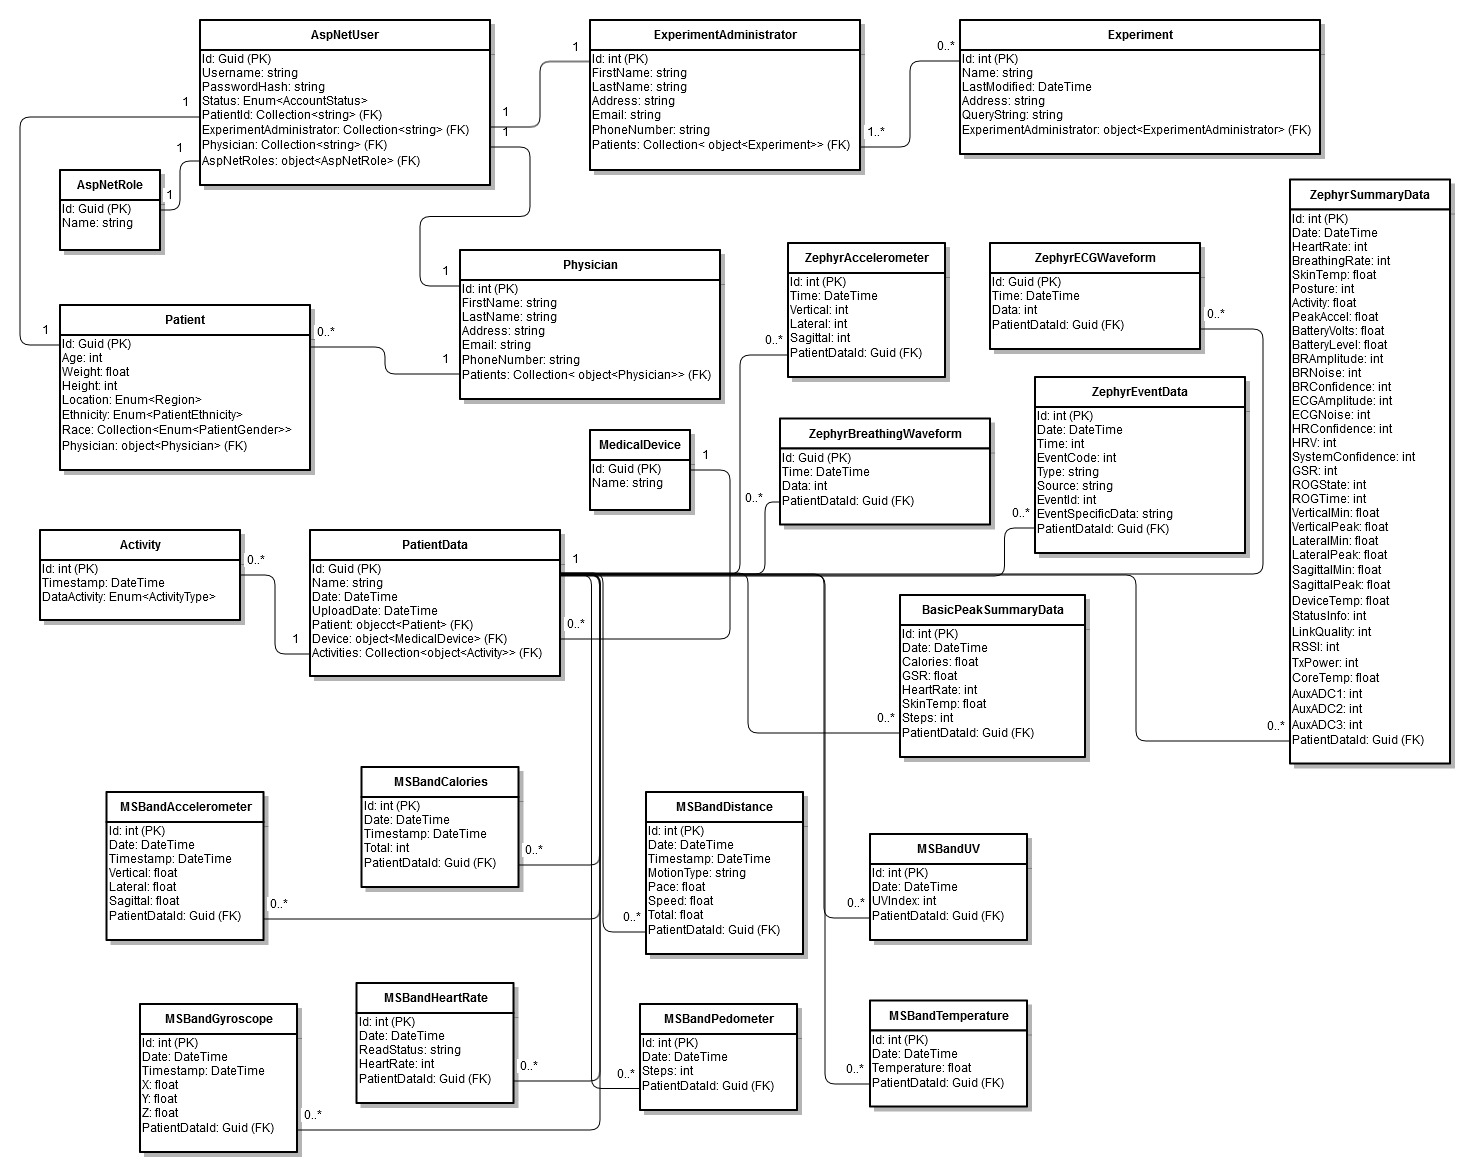 AspNetUser
Id: Guid (PK)
Username: string
PasswordHash: string
Status: Enum<AccountStatus>
PatientId: Collection<string> (FK)
ExperimentAdministrator: Collection<string> (FK)
Physician: Collection<string> (FK)
AspNetRoles: object<AspNetRole> (FK)
1
1
1
1
ExperimentAdministrator
Id: int (PK)
FirstName: string
LastName: string
Address: string
Email: string
PhoneNumber: string
Patients: Collection< object<Experiment>> (FK)
1
1..*
Experiment
Id: int (PK)
Name: string
LastModified: DateTime
Address: string
QueryString: string
ExperimentAdministrator: object<ExperimentAdministrator> (FK)
0..*
AspNetRole
Id: Guid (PK)
Name: string
1
Physician
Id: int (PK)
FirstName: string
LastName: string
Address: string
Email: string
PhoneNumber: string
Patients: Collection< object<Physician>> (FK)
1
1
Patient
Id: Guid (PK)
Age: int
Weight: float
Height: int
Location: Enum<Region>
Ethnicity: Enum<PatientEthnicity>
Race: Collection<Enum<PatientGender>>
Physician: object<Physician> (FK)
1
0..*
ZephyrAccelerometer
Id: int (PK)
Time: DateTime
Vertical: int
Lateral: int
Sagittal: int
PatientDataId: Guid (FK)
0..*
ZephyrECGWaveform
Id: Guid (PK)
Time: DateTime
Data: int
PatientDataId: Guid (FK)
0..*
ZephyrSummaryData
Id: int (PK)
Date: DateTime
HeartRate: int
BreathingRate: int
SkinTemp: float
Posture: int
Activity: float
PeakAccel: float
BatteryVolts: float
BatteryLevel: float
BRAmplitude: int
BRNoise: int
BRConfidence: int
ECGAmplitude: int
ECGNoise: int
HRConfidence: int
HRV: int
SystemConfidence: int
GSR: int
ROGState: int
ROGTime: int
VerticalMin: float
VerticalPeak: float
LateralMin: float
LateralPeak: float
SagittalMin: float
SagittalPeak: float
DeviceTemp: float
StatusInfo: int
LinkQuality: int
RSSI: int
TxPower: int
CoreTemp: float
AuxADC1: int
AuxADC2: int
AuxADC3: int
PatientDataId: Guid (FK)
0..*
ZephyrEventData
Id: int (PK)
Date: DateTime
Time: int
EventCode: int
Type: string
Source: string
EventId: int
EventSpecificData: string
PatientDataId: Guid (FK)
0..*
ZephyrBreathingWaveform
Id: Guid (PK)
Time: DateTime
Data: int
PatientDataId: Guid (FK)
0..*
MedicalDevice
Id: Guid (PK)
Name: string
1
Activity
Id: int (PK)
Timestamp: DateTime
DataActivity: Enum<ActivityType>
0..*
PatientData
Id: Guid (PK)
Name: string
Date: DateTime
UploadDate: DateTime
Patient: objecct<Patient> (FK)
Device: object<MedicalDevice> (FK)
Activities: Collection<object<Activity>> (FK)
1
0..*
1
BasicPeakSummaryData
Id: int (PK)
Date: DateTime
Calories: float
GSR: float
HeartRate: int
SkinTemp: float
Steps: int
PatientDataId: Guid (FK)
0..*
MSBandAccelerometer
Id: int (PK)
Date: DateTime
Timestamp: DateTime
Vertical: float
Lateral: float
Sagittal: float
PatientDataId: Guid (FK)
0..*
MSBandCalories
Id: int (PK)
Date: DateTime
Timestamp: DateTime
Total: int
PatientDataId: Guid (FK)
0..*
MSBandDistance
Id: int (PK)
Date: DateTime
Timestamp: DateTime
MotionType: string
Pace: float
Speed: float
Total: float
PatientDataId: Guid (FK)
0..*
MSBandUV
Id: int (PK)
Date: DateTime
UVIndex: int
PatientDataId: Guid (FK)
0..*
MSBandGyroscope
Id: int (PK)
Date: DateTime
Timestamp: DateTime
X: float
Y: float
Z: float
PatientDataId: Guid (FK)
0..*
MSBandHeartRate
Id: int (PK)
Date: DateTime
ReadStatus: string
HeartRate: int
PatientDataId: Guid (FK)
0..*
MSBandPedometer
Id: int (PK)
Date: DateTime
Steps: int
PatientDataId: Guid (FK)
0..*
MSBandTemperature
Id: int (PK)
Date: DateTime
Temperature: float
PatientDataId: Guid (FK)
0..*